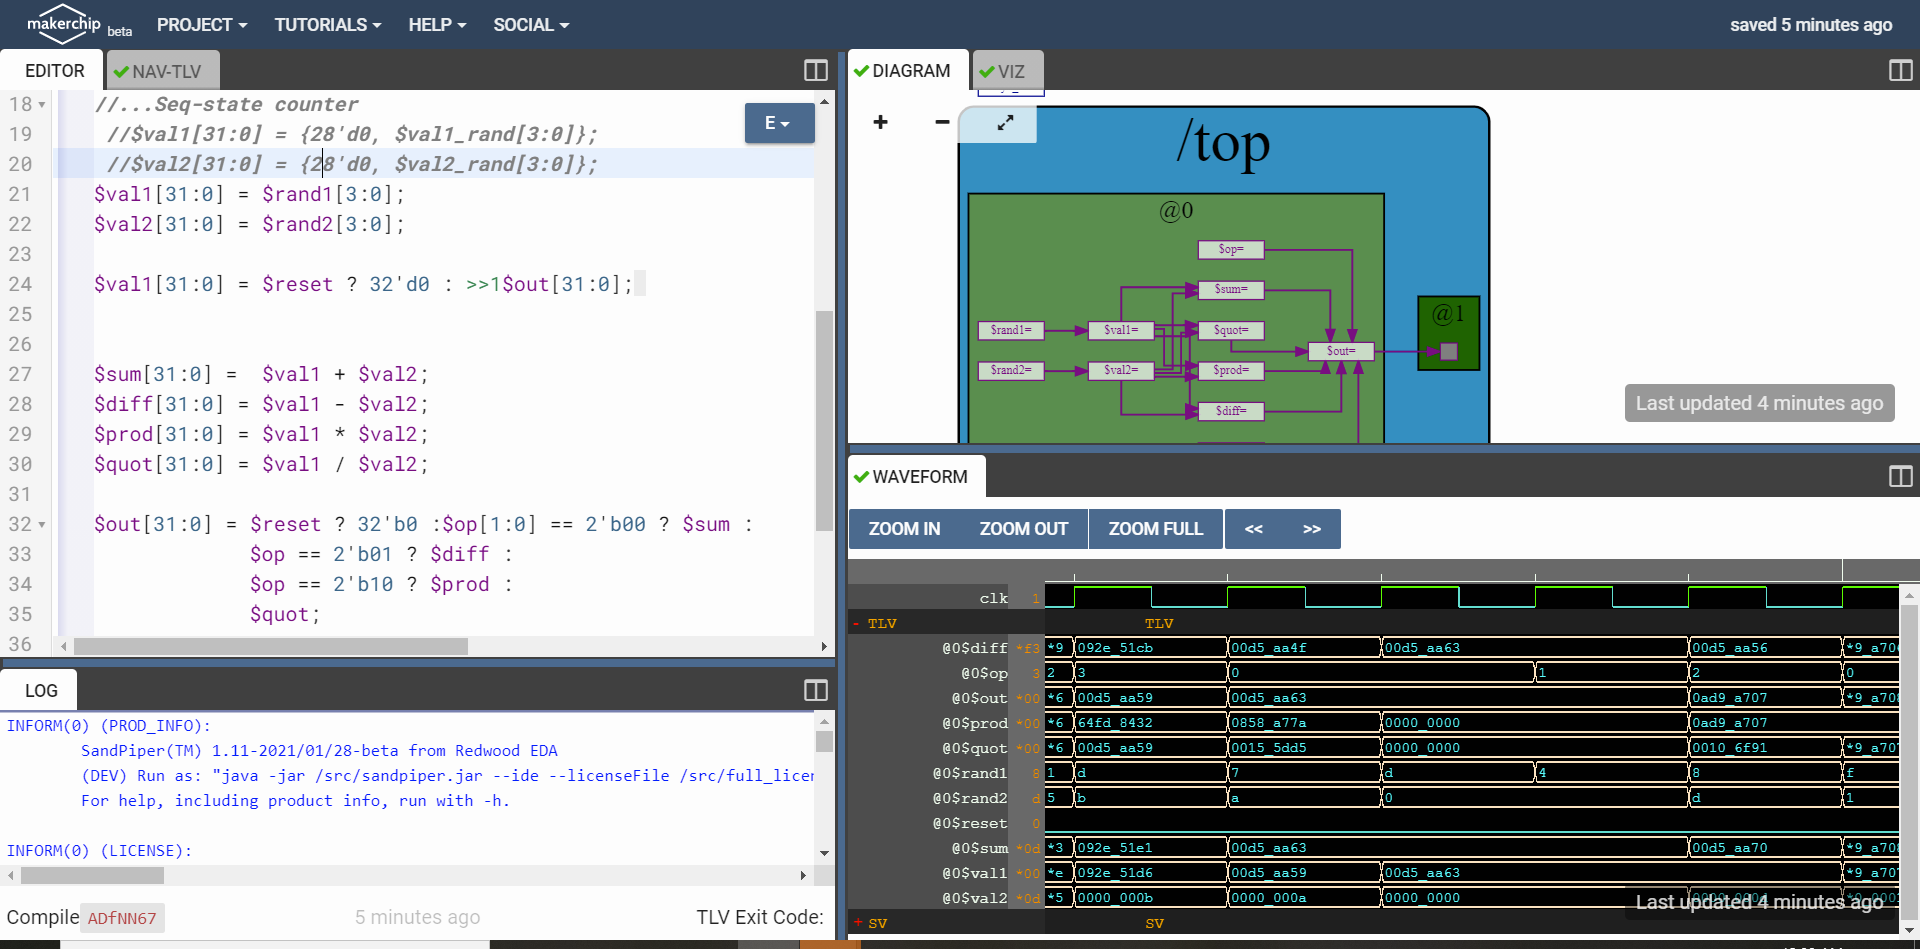 makerchip beta PROJECT TUTORIALS HELP SOCIAL saved 5 minutes ago
EDITOR NAV-TLV
18 //...Seq-state counter
19 //$val1[31:0] = {28'd0, $val1_rand[3:0]};
20 //$val2[31:0] = {28'd0, $val2_rand[3:0]};
21 $val1[31:0] = $rand1[3:0];
22 $val2[31:0] = $rand2[3:0];
23
24 $val1[31:0] = $reset ? 32'd0 : >>1$out[31:0];
25
26
27 $sum[31:0] =  $val1 + $val2;
28 $diff[31:0] = $val1 - $val2;
29 $prod[31:0] = $val1 * $val2;
30 $quot[31:0] = $val1 / $val2;
31
32 $out[31:0] = $reset ? 32'b0 :$op[1:0] == 2'b00 ? $sum :
33 $op == 2'b01 ? $diff :
34 $op == 2'b10 ? $prod :
35 $quot;
36
E
LOG
INFORM(0) (PROD_INFO):
SandPiper(TM) 1.11-2021/01/28-beta from Redwood EDA
(DEV) Run as: "java -jar /src/sandpiper.jar --ide --licenseFile /src/full_licen
For help, including product info, run with -h.
INFORM(0) (LICENSE):
Compile ADfNN67 5 minutes ago TLV Exit Code:
DIAGRAM VIZ
+ −
/top
@0
$op=
$sum=
$rand1= $val1= $quot=
$out=
$rand2= $val2= $prod=
$diff=
@1
Last updated 4 minutes ago
WAVEFORM
ZOOM IN ZOOM OUT ZOOM FULL << >>
clk 1
- TLV TLV
@0$diff *f3 *9 092e_51cb 00d5_aa4f 00d5_aa63 00d5_aa56 *9_a706
@0$op 3 2 3 0 1 2 0
@0$out *00 *6 00d5_aa59 00d5_aa63 0ad9_a707 *9_a708
@0$prod *00 *6 64fd_8432 0858_a77a 0000_0000 0ad9_a707
@0$quot *00 *6 00d5_aa59 0015_5dd5 0000_0000 0010_6f91 *9_a707
@0$rand1 8 1 d 7 d 4 8 f
@0$rand2 d 5 b a 0 d 1
@0$reset 0
@0$sum *0d *3 092e_51e1 00d5_aa63 00d5_aa70 *9_a708
@0$val1 *00 *e 092e_51d6 00d5_aa59 00d5_aa63 *9_a707
@0$val2 *0d *5 0000_000b 0000_000a 0000_0000
Last updated 4 minutes ago
+ SV SV